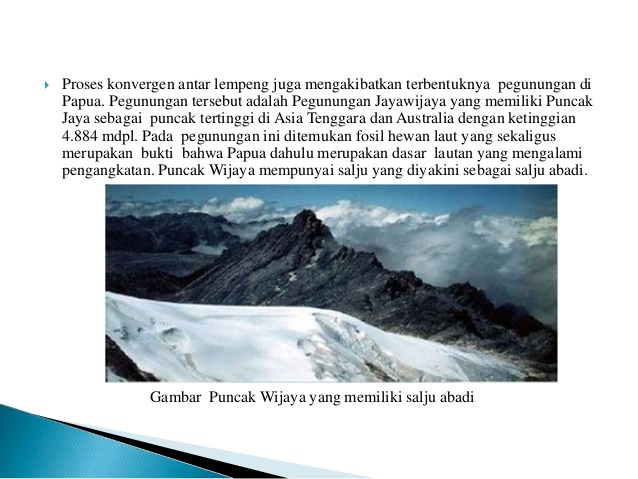 Proses konvergen antar lempeng juga mengakibatkan terbentuknya pegunungan di
Papua. Pegunungan tersebut adalah Pegunungan Jayawijaya yang memiliki Puncak
Jaya sebagai puncak tertinggi di Asia Tenggara dan Australia dengan ketinggian
4.884 mdpl. Pada pegunungan ini ditemukan fosil hewan laut yang sekaligus
merupakan bukti bahwa Papua dahulu merupakan dasar lautan yang mengalami
pengangkatan. Puncak Wijaya mempunyai salju yang diyakini sebagai salju abadi.
Gambar Puncak Wijaya yang memiliki salju abadi